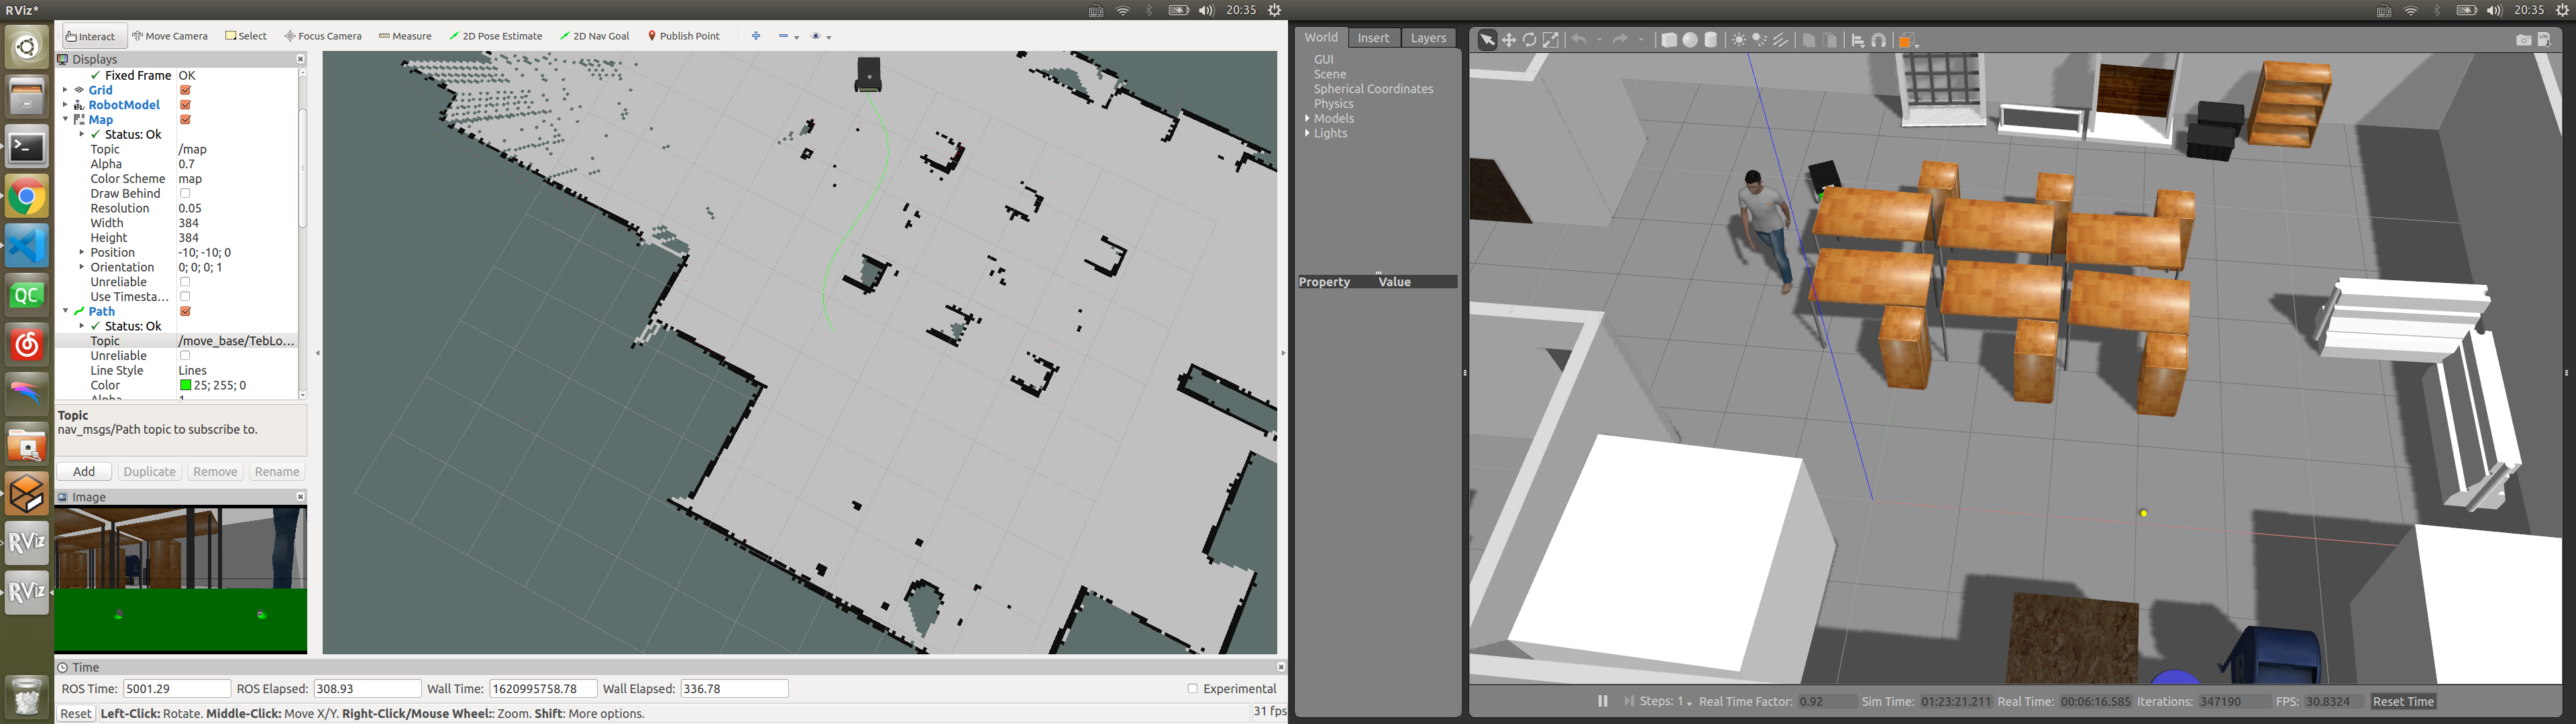 RViz*
20:35
20:35
Interact Move Camera Select Focus Camera Measure 2D Pose Estimate 2D Nav Goal Publish Point
Displays
Fixed Frame OK
Grid
RobotModel
Map
Status: Ok
Topic /map
Alpha 0.7
Color Scheme map
Draw Behind
Resolution 0.05
Width 384
Height 384
Position -10; -10; 0
Orientation 0; 0; 0; 1
Unreliable
Use Timesta...
Path
Status: Ok
Topic /move_base/TebLo...
Unreliable
Line Style Lines
Color 25; 255; 0
Alpha 1
Topic
nav_msgs/Path topic to subscribe to.
Add Duplicate Remove Rename
Image
QC
RViz
RViz
Time
ROS Time: 5001.29 ROS Elapsed: 308.93 Wall Time: 1620995758.78 Wall Elapsed: 336.78 Experimental
Reset Left-Click: Rotate. Middle-Click: Move X/Y. Right-Click/Mouse Wheel:: Zoom. Shift: More options. 31 fps
World Insert Layers
GUI
Scene
Spherical Coordinates
Physics
Models
Lights
Property Value
Steps: 1 Real Time Factor: 0.92 Sim Time: 01:23:21.211 Real Time: 00:06:16.585 Iterations: 347190 FPS: 30.8324 Reset Time